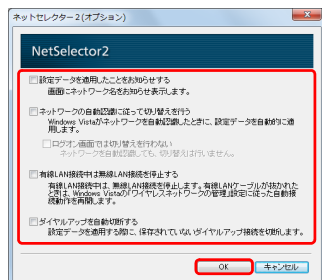 ネットセレクター2(オプション)
NetSelector2
設定データを適用したことをお知らせする
画面にネットワーク名をお知らせ表示します。
ネットワークの自動認識に従って切り替えを行う
Windows Vistaがネットワークを自動認識したときに、設定データを自動的に適
用します。
ログオン画面では切り替えを行わない
ネットワークを自動認識しても、切り替えは行いません。
有線LAN接続中は無線LAN接続を停止する
有線LAN接続中は、無線LAN接続を停止します。有線LANケーブルが抜かれた
ときは、Windows Vistaの「ワイヤレスネットワークの管理」設定に従った自動接
続動作を再開します。
ダイヤルアップを自動切断する
設定データを適用する際に、保存されていないダイヤルアップ接続を切断します。
OK
キャンセル